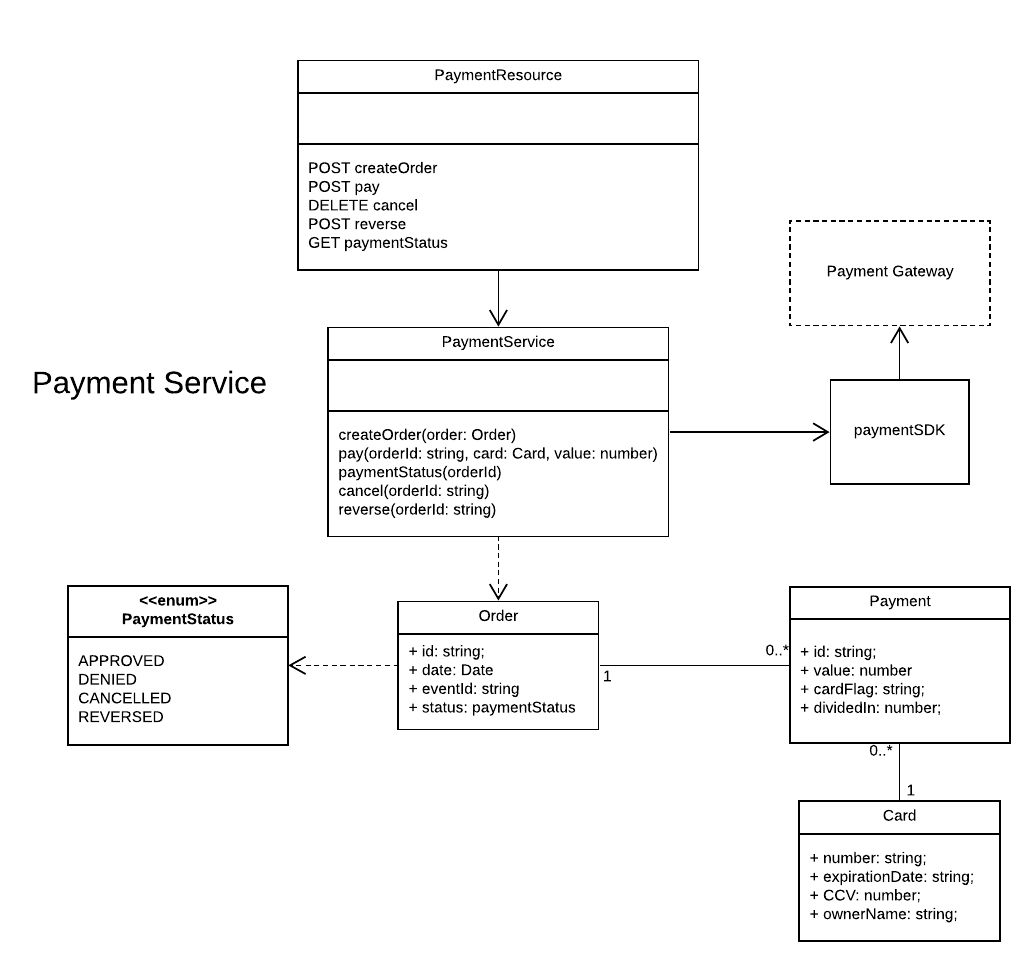 PaymentResource
POST createOrder
POST pay
DELETE cancel
POST reverse
GET paymentStatus
Payment Gateway
Payment Service
PaymentService
createOrder(order: Order)
pay(orderId: string, card: Card, value: number)
paymentStatus(orderId)
cancel(orderId: string)
reverse(orderId: string)
paymentSDK
<<enum>>
PaymentStatus
APPROVED
DENIED
CANCELLED
REVERSED
Order
+ id: string;
+ date: Date
+ eventId: string
+ status: paymentStatus
1
0..*
Payment
+ id: string;
+ value: number
+ cardFlag: string;
+ dividedIn: number;
0..*
1
Card
+ number: string;
+ expirationDate: string;
+ CCV: number;
+ ownerName: string;